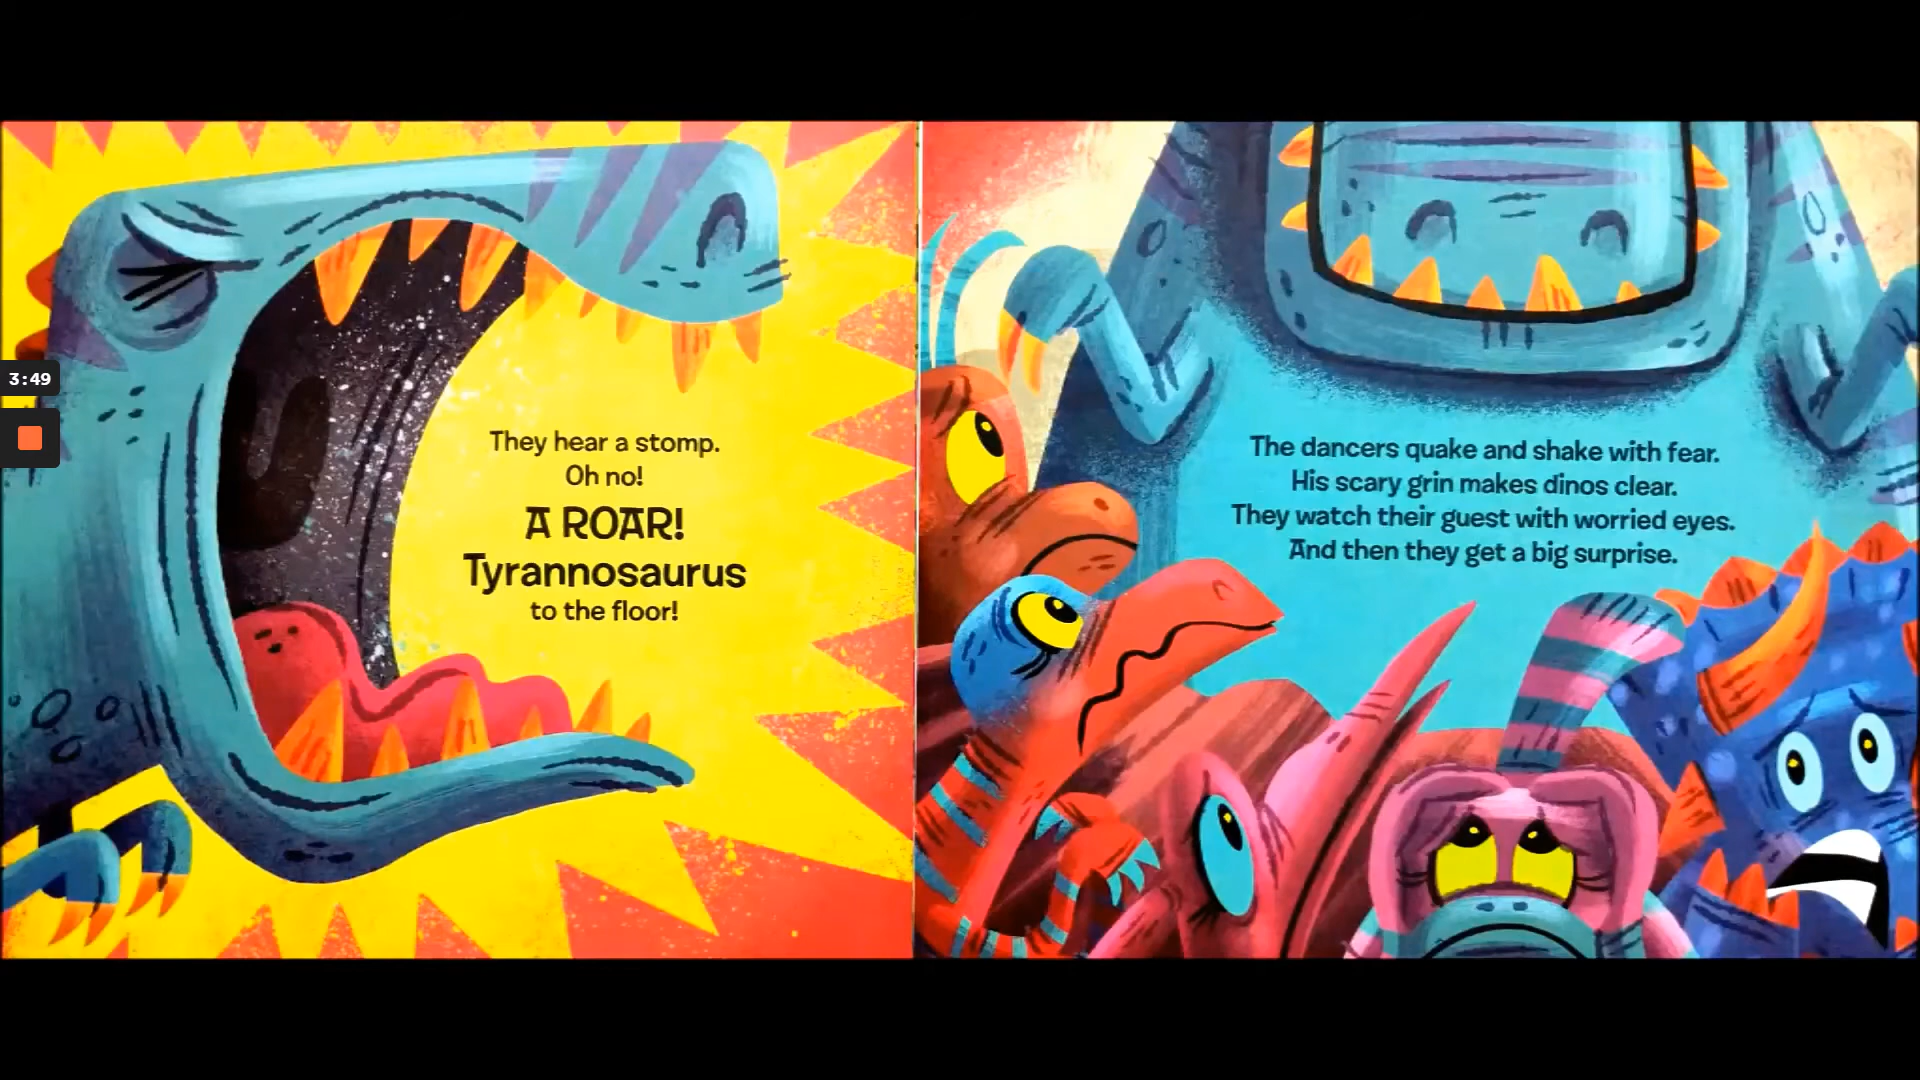 3:49
They hear a stomp.
Oh no!
A ROAR!
Tyrannosaurus
to the floor!
The dancers quake and shake with fear.
His scary grin makes dinos clear.
They watch their guest with worried eyes.
And then they get a big surprise.